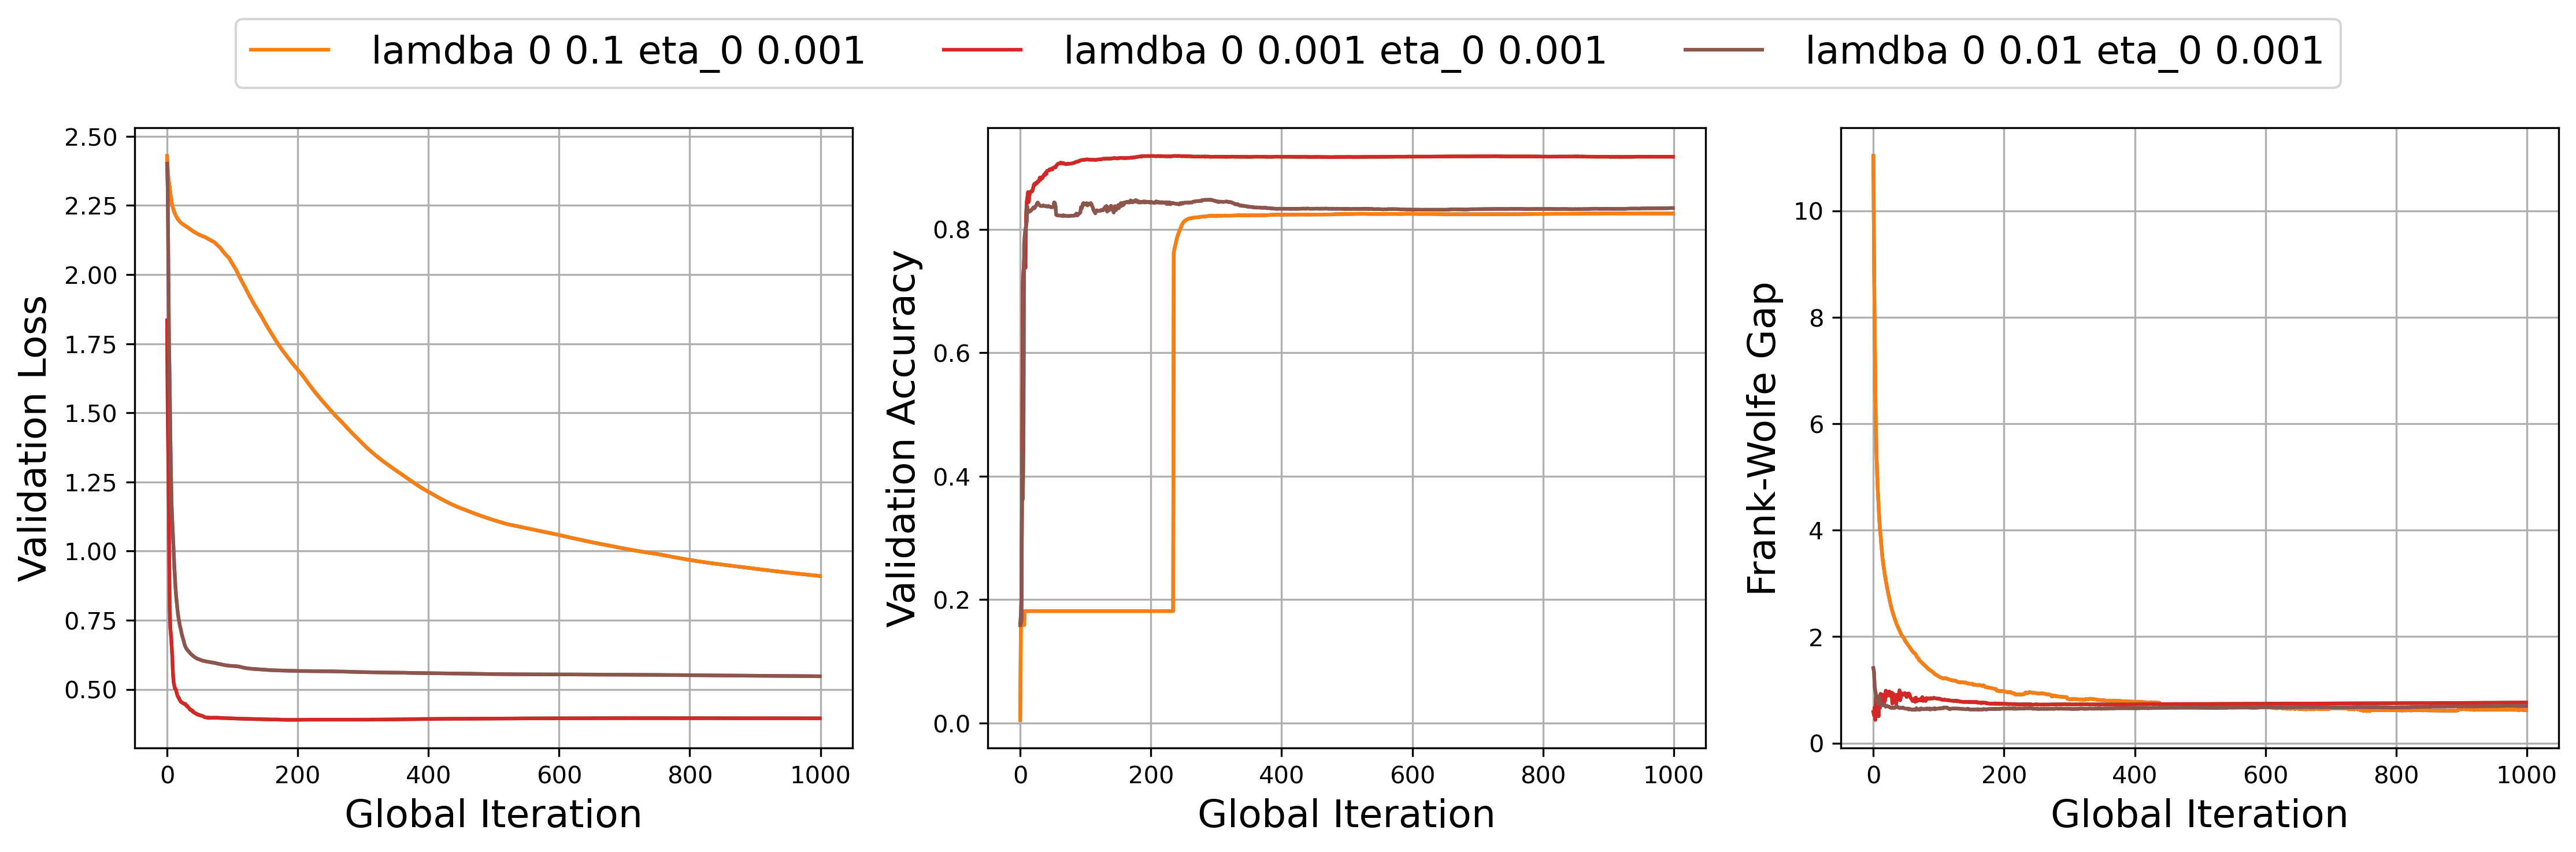 lamdba 0 0.1 eta_0 0.001
lamdba 0 0.001 eta_0 0.001
lamdba 0 0.01 eta_0 0.001
Validation Loss
2.50
2.25
2.00
1.75
1.50
1.25
1.00
0.75
0.50
0 200 400 600 800 1000
Global Iteration
Validation Accuracy
0.8
0.6
0.4
0.2
0.0
0 200 400 600 800 1000
Global Iteration
Frank-Wolfe Gap
10
8
6
4
2
0
0 200 400 600 800 1000
Global Iteration